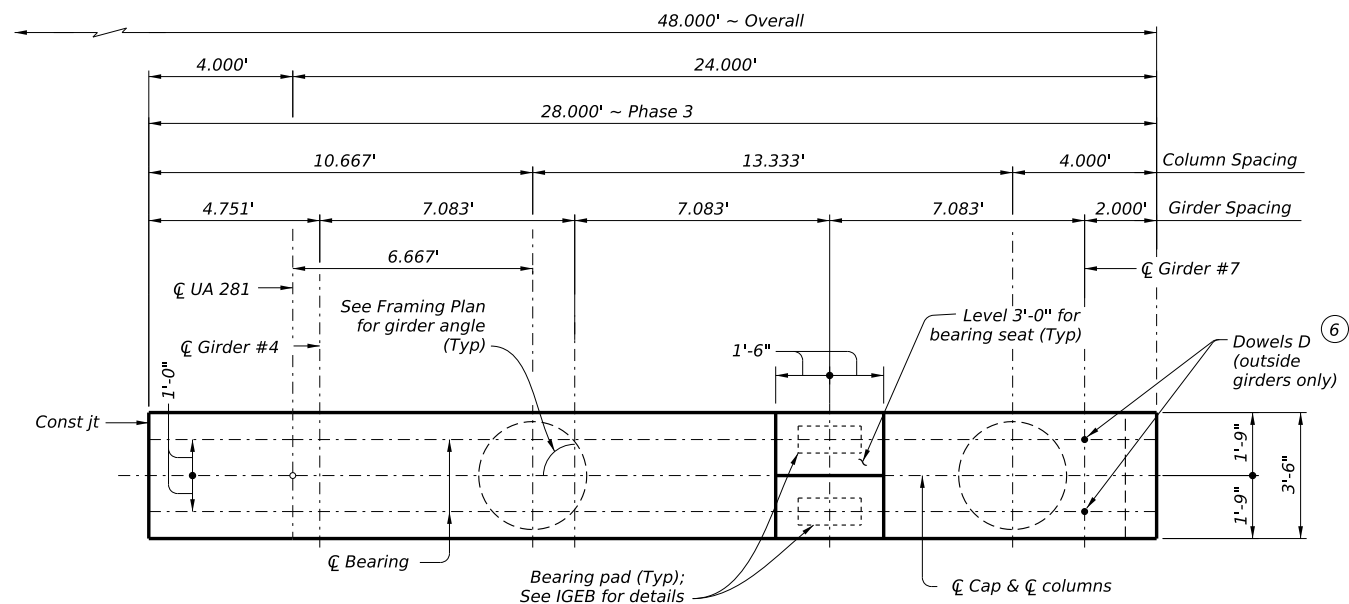 48.000' ~ Overall
4.000'
24.000'
28.000' ~ Phase 3
10.667'
13.333'
4.000'
Column Spacing
4.751'
7.083'
7.083'
7.083'
2.000'
Girder Spacing
6.667'
℄ Girder #7
℄ UA 281
See Framing Plan
for girder angle
(Typ)
Level 3'-0" for
bearing seat (Typ)
℄ Girder #4
1'-6"
Dowels D
(outside
girders only)
6
1'-0"
Const jt
1'-9"
1'-9"
3'-6"
℄ Bearing
Bearing pad (Typ);
See IGEB for details
℄ Cap & ℄ columns